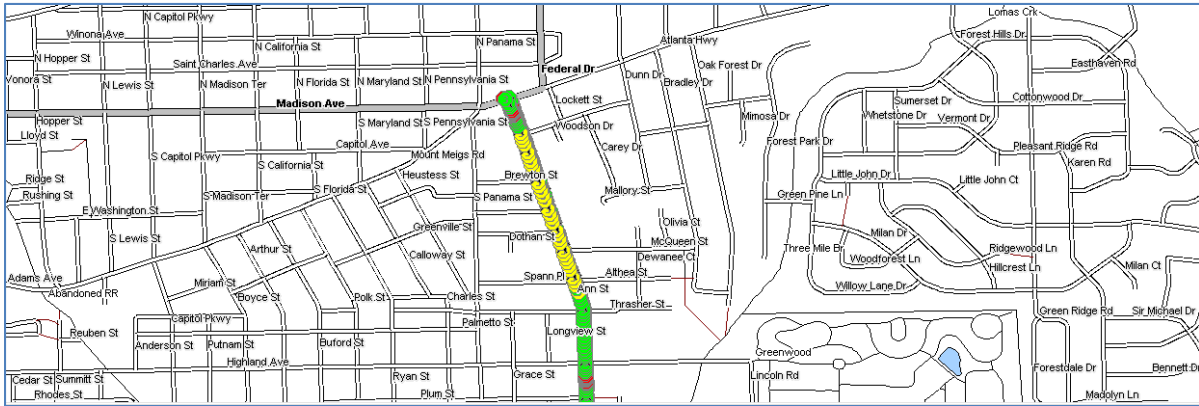 N Capitol Pkwy
Lomas Crk
Winona Ave
N California St
N Panama St
Atlanta Hwy
Forest Hills Dr
N Hopper St
Saint Charles Ave
Federal Dr
Oak Forest Dr
Easthaven Rd
Vonora St
N Lewis St
N Madison Ter
N Florida St
N Maryland St
N Pennsylvania St
Dunn Dr
Bradley Dr
Madison Ave
Lockett St
Sumerset Dr
Cottonwood Dr
Hopper St
S Maryland St
S Pennsylvania St
Woodson Dr
Mimosa Dr
Whetstone Dr
Vermont Dr
Lloyd St
Capitol Ave
Carey Dr
Forest Park Dr
Pleasant Ridge Rd
S Capitol Pkwy
S California St
Mount Meigs Rd
Karen Rd
Ridge St
Heustess St
Brewton St
Little John Dr
Little John Ct
Rushing St
S Madison Ter
S Florida St
S Panama St
Mallory St
Green Pine Ln
E Washington St
Greenville St
Olivia Ct
S Lewis St
Arthur St
Dothan St
McQueen St
Milan Dr
Calloway St
Dewanee Ct
Three Mile Br
Woodforest Ln
Ridgewood Ln
Adams Ave
Miriam St
Spann Pl
Althea St
Hillcrest Ln
Milan Ct
Abandoned RR
Boyce St
Polk St
Charles St
Ann St
Willow Lane Dr
Thrasher St
Capitol Pkwy
Palmetto St
Green Ridge Rd
Sir Michael Dr
Reuben St
Anderson St
Putnam St
Buford St
Longview St
Highland Ave
Greenwood
Cedar St
Summitt St
Ryan St
Grace St
Lincoln Rd
Forestdale Dr
Bennett Dr
Rhodes St
Plum St
Madolyn Ln